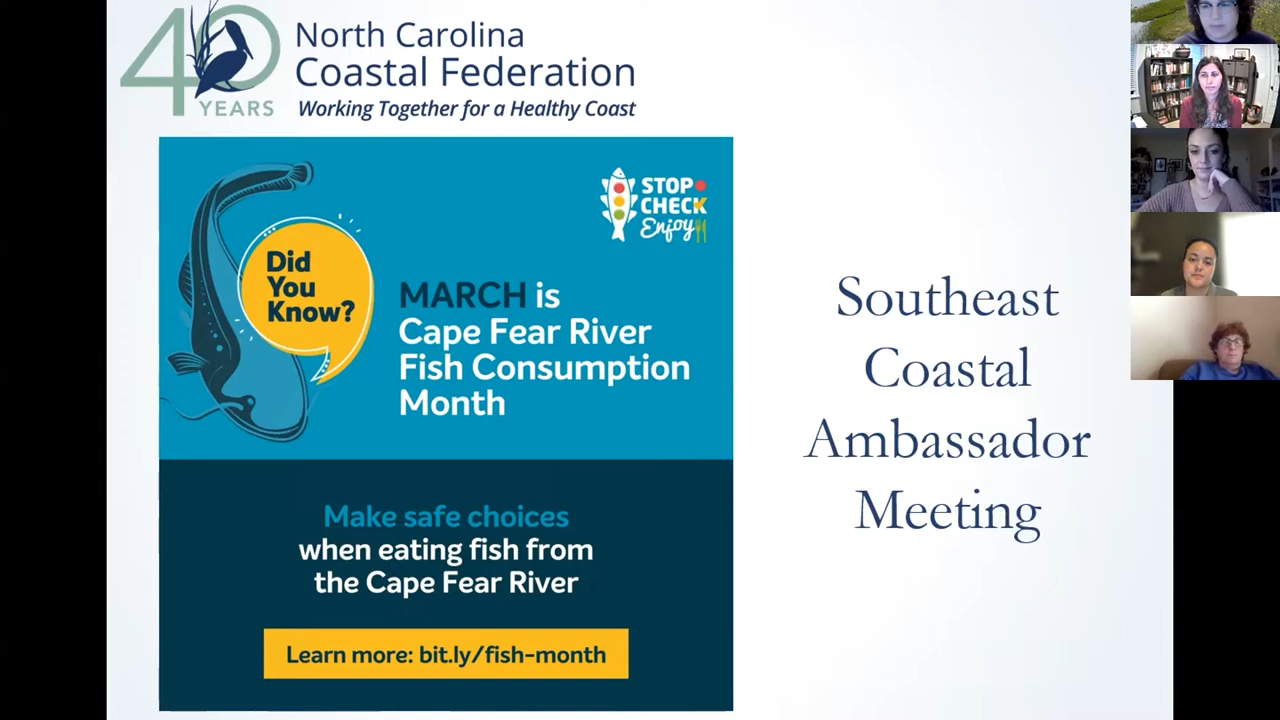 40
YEARS
North Carolina
Coastal Federation
Working Together for a Healthy Coast
STOP
CHECK
Enjoy
Did
You
Know?
MARCH is
Cape Fear River
Fish Consumption
Month
Make safe choices
when eating fish from
the Cape Fear River
Learn more: bit.ly/fish-month
Southeast
Coastal
Ambassador
Meeting